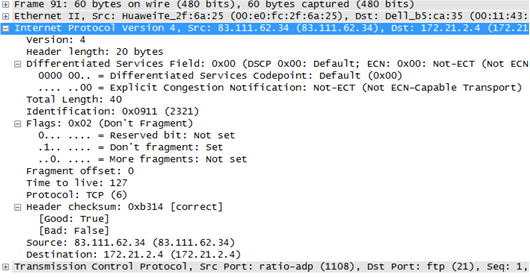 Frame 91: 60 bytes on wire (480 bits), 60 bytes captured (480 bits)
Ethernet II, Src: HuaweiTe_2f:6a:25 (00:e0:fc:2f:6a:25), Dst: Dell_b5:ca:35 (00:11:43:
Internet Protocol Version 4, Src: 83.111.62.34 (83.111.62.34), Dst: 172.21.2.4 (172.21
Version: 4
Header length: 20 bytes
Differentiated Services Field: 0x00 (DSCP 0x00: Default; ECN: 0x00: Not-ECT (Not ECN
0000 00.. = Differentiated Services Codepoint: Default (0x00)
.... ..00 = Explicit Congestion Notification: Not-ECT (Not ECN-Capable Transport)
Total Length: 40
Identification: 0x0911 (2321)
Flags: 0x02 (Don't Fragment)
0... .... = Reserved bit: Not set
.1.. .... = Don't fragment: Set
..0. .... = More fragments: Not set
Fragment offset: 0
Time to live: 127
Protocol: TCP (6)
Header checksum: 0xb314 [correct]
[Good: True]
[Bad: False]
Source: 83.111.62.34 (83.111.62.34)
Destination: 172.21.2.4 (172.21.2.4)
Transmission Control Protocol, Src Port: ratio-adp (1108), Dst Port: ftp (21), Seq: 1,